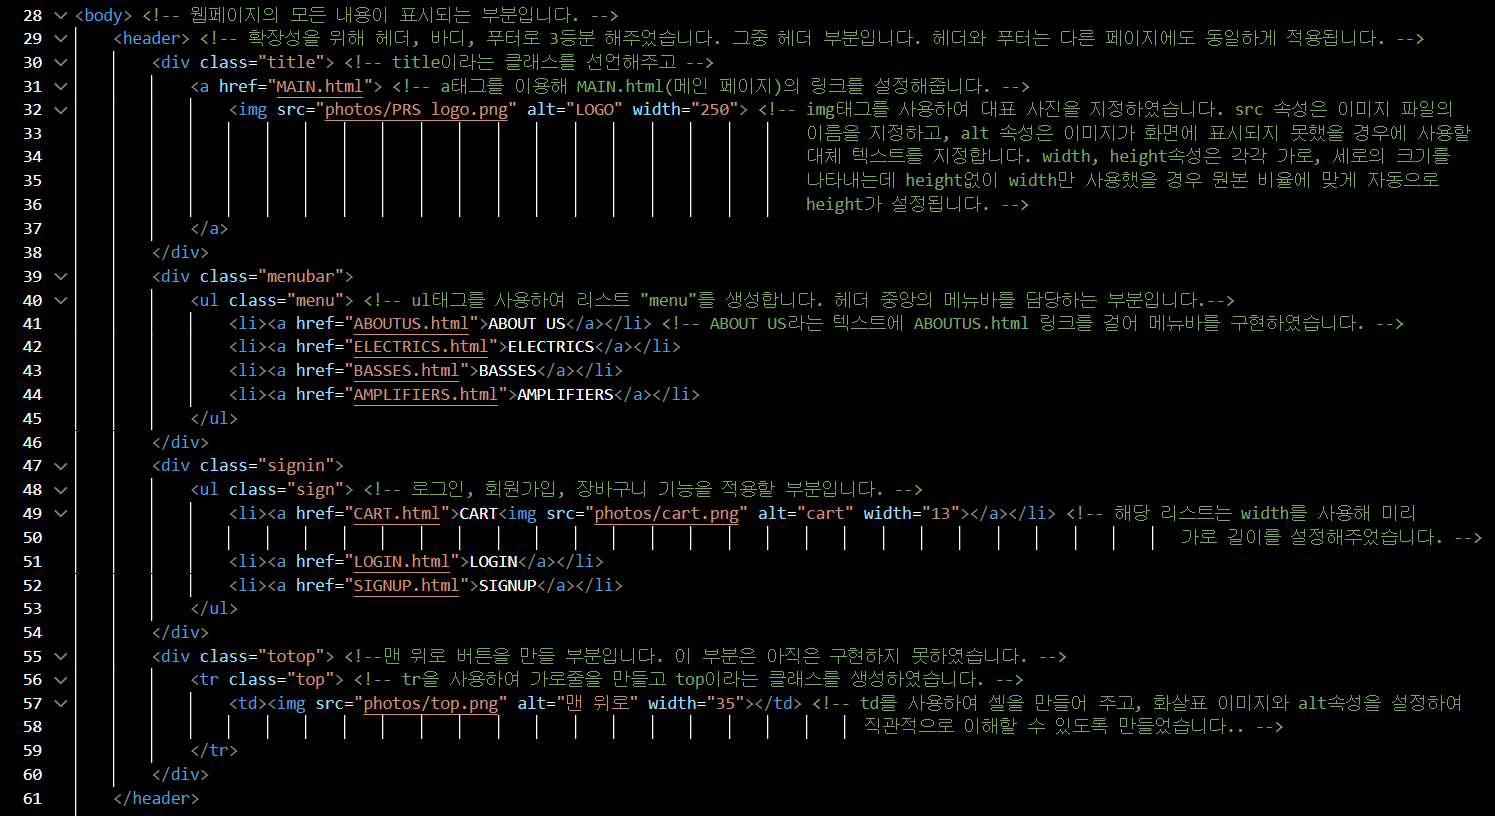 28 <body> <!-- 웹페이지의 모든 내용이 표시되는 부분입니다. -->
29 <header> <!-- 확장성을 위해 헤더, 바디, 푸터로 3등분 해주었습니다. 그중 헤더 부분입니다. 헤더와 푸터는 다른 페이지에도 동일하게 적용됩니다. -->
30 <div class="title"> <!-- title이라는 클래스를 선언해주고 -->
31 <a href="MAIN.html"> <!-- a태그를 이용해 MAIN.html(메인 페이지)의 링크를 설정해줍니다. -->
32 <img src="photos/PRS_logo.png" alt="LOGO" width="250"> <!-- img태그를 사용하여 대표 사진을 지정하였습니다. src 속성은 이미지 파일의
33 이름을 지정하고, alt 속성은 이미지가 화면에 표시되지 못했을 경우에 사용할
34 대체 텍스트를 지정합니다. width, height속성은 각각 가로, 세로의 크기를
35 나타내는데 height없이 width만 사용했을 경우 원본 비율에 맞게 자동으로
36 height가 설정됩니다. -->
37 </a>
38 </div>
39 <div class="menubar">
40 <ul class="menu"> <!-- ul태그를 사용하여 리스트 "menu"를 생성합니다. 헤더 중앙의 메뉴바를 담당하는 부분입니다.-->
41 <li><a href="ABOUTUS.html">ABOUT US</a></li> <!-- ABOUT US라는 텍스트에 ABOUTUS.html 링크를 걸어 메뉴바를 구현하였습니다. -->
42 <li><a href="ELECTRICS.html">ELECTRICS</a></li>
43 <li><a href="BASSES.html">BASSES</a></li>
44 <li><a href="AMPLIFIERS.html">AMPLIFIERS</a></li>
45 </ul>
46 </div>
47 <div class="signin">
48 <ul class="sign"> <!-- 로그인, 회원가입, 장바구니 기능을 적용할 부분입니다. -->
49 <li><a href="CART.html">CART<img src="photos/cart.png" alt="cart" width="13"></a></li> <!-- 해당 리스트는 width를 사용해 미리
50 가로 길이를 설정해주었습니다. -->
51 <li><a href="LOGIN.html">LOGIN</a></li>
52 <li><a href="SIGNUP.html">SIGNUP</a></li>
53 </ul>
54 </div>
55 <div class="totop"> <!--맨 위로 버튼을 만들 부분입니다. 이 부분은 아직은 구현하지 못하였습니다. -->
56 <tr class="top"> <!-- tr을 사용하여 가로줄을 만들고 top이라는 클래스를 생성하였습니다. -->
57 <td><img src="photos/top.png" alt="맨 위로" width="35"></td> <!-- td를 사용하여 셀을 만들어 주고, 화살표 이미지와 alt속성을 설정하여
58 직관적으로 이해할 수 있도록 만들었습니다.. -->
59 </tr>
60 </div>
61 </header>